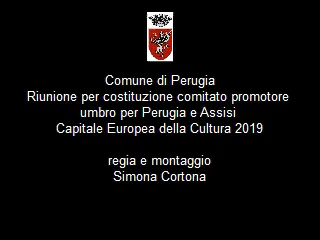 Comune di Perugia
Riunione per costituzione comitato promotore
umbro per Perugia e Assisi
Capitale Europea della Cultura 2019
regia e montaggio
Simona Cortona